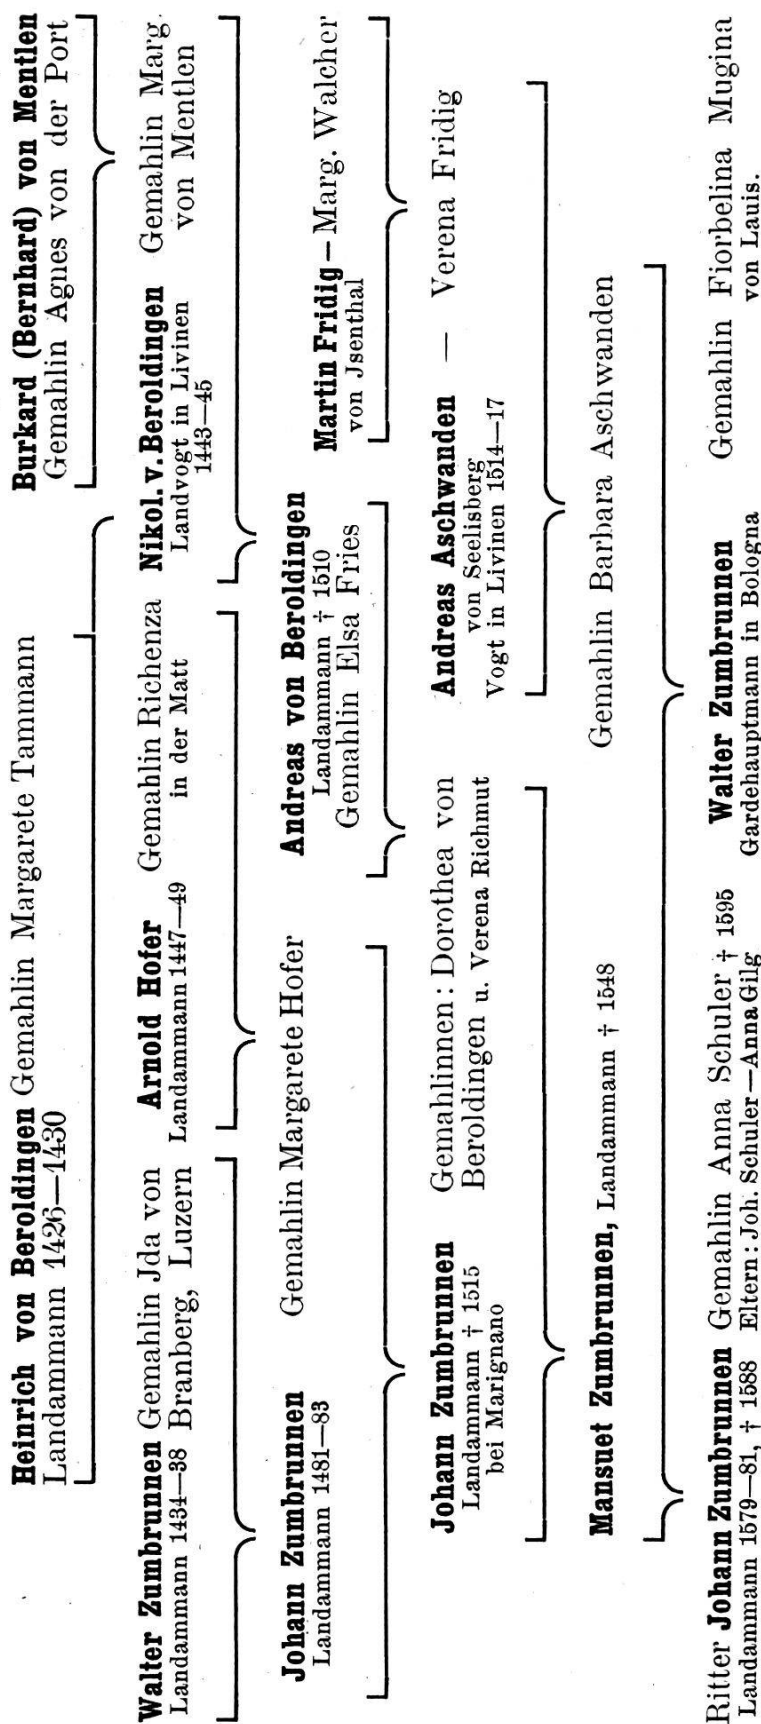 Heinrich von Beroldingen Gemahlin Margarete Tammann
Landammann 1426—1430
Burkard (Bernhard) von Mentlen
Gemahlin Agnes von der Port
Walter Zumbrunnen Gemahlin Jda von
Landammann 1434—38 Branberg, Luzern
Arnold Hofer Gemahlin Richenza
Landammann 1447—49 in der Matt
Nikol. v. Beroldingen Gemahlin Marg.
Landvogt in Livinen von Mentlen
1443—45
Johann Zumbrunnen Gemahlin Margarete Hofer
Landammann 1481—83
Andreas von Beroldingen
Landammann † 1510
Gemahlin Elsa Fries
Martin Fridig — Marg. Walcher
von Jsenthal
Johann Zumbrunnen Gemahlinnen: Dorothea von
Landammann † 1515 Beroldingen u. Verena Richmut
bei Marignano
Andreas Aschwanden — Verena Fridig
von Seelisberg
Vogt in Livinen 1514—17
Mansuet Zumbrunnen, Landammann † 1548 Gemahlin Barbara Aschwanden
Ritter Johann Zumbrunnen Gemahlin Anna Schuler † 1595
Landammann 1579—81, † 1588 Eltern: Joh. Schuler—Anna Gilg
Walter Zumbrunnen Gemahlin Fiorbelina Mugina
Gardehauptmann in Bologna von Lauis.